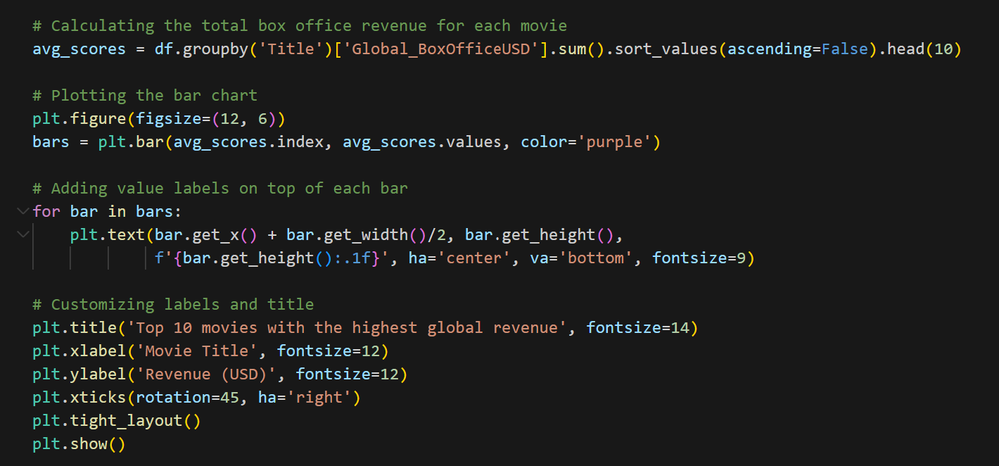 # Calculating the total box office revenue for each movie
avg_scores = df.groupby('Title')['Global_BoxOfficeUSD'].sum().sort_values(ascending=False).head(10)
# Plotting the bar chart
plt.figure(figsize=(12, 6))
bars = plt.bar(avg_scores.index, avg_scores.values, color='purple')
# Adding value labels on top of each bar
for bar in bars:
    plt.text(bar.get_x() + bar.get_width()/2, bar.get_height(),
             f'{bar.get_height():.1f}', ha='center', va='bottom', fontsize=9)
# Customizing labels and title
plt.title('Top 10 movies with the highest global revenue', fontsize=14)
plt.xlabel('Movie Title', fontsize=12)
plt.ylabel('Revenue (USD)', fontsize=12)
plt.xticks(rotation=45, ha='right')
plt.tight_layout()
plt.show()